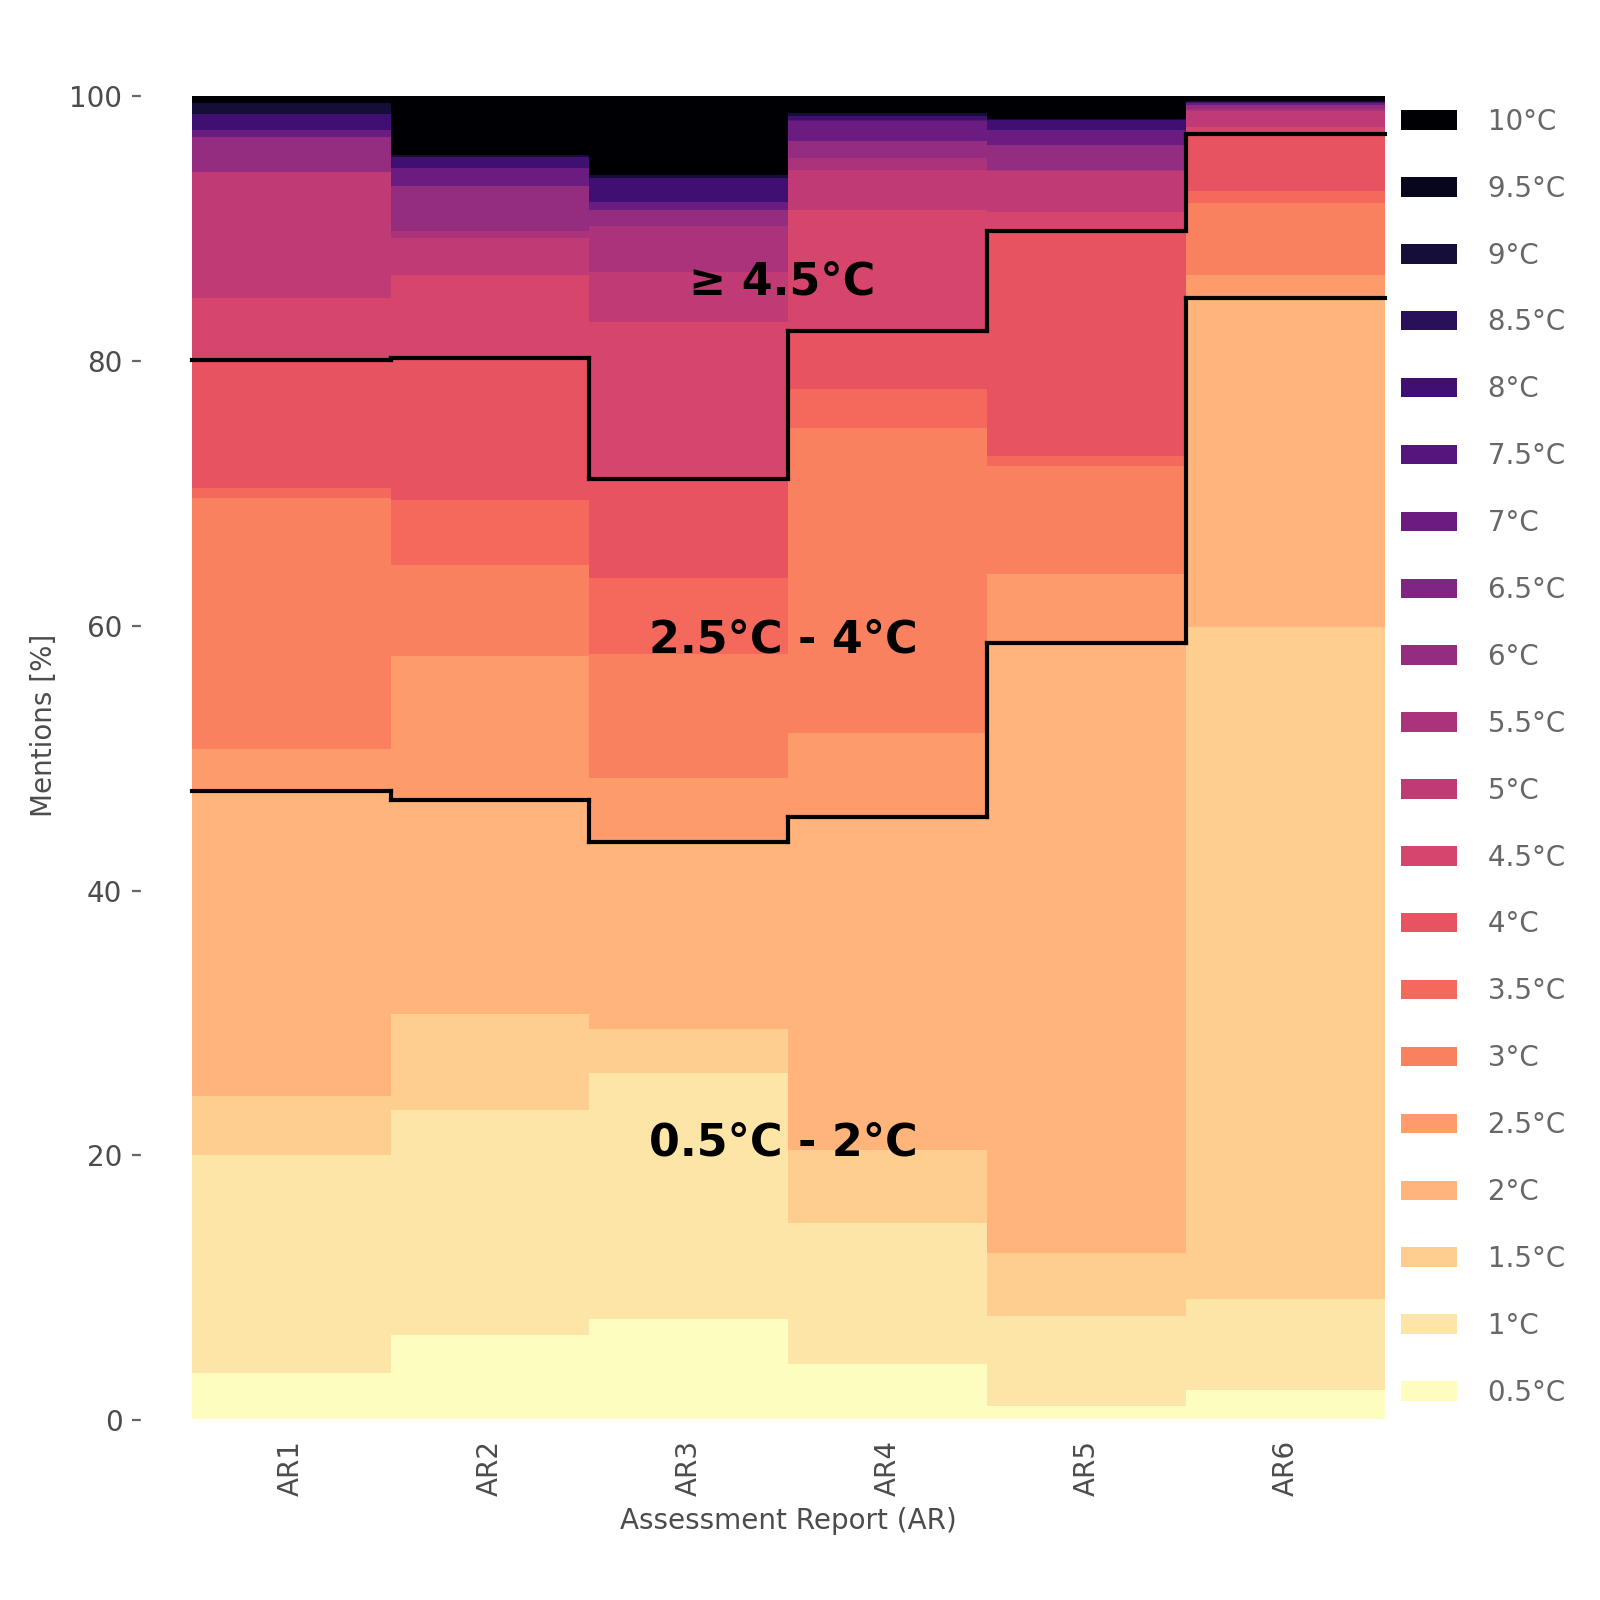 100
80
60
40
20
0
Mentions [%]
≥ 4.5°C
2.5°C - 4°C
0.5°C - 2°C
AR1
AR2
AR3
AR4
AR5
AR6
Assessment Report (AR)
10°C
9.5°C
9°C
8.5°C
8°C
7.5°C
7°C
6.5°C
6°C
5.5°C
5°C
4.5°C
4°C
3.5°C
3°C
2.5°C
2°C
1.5°C
1°C
0.5°C